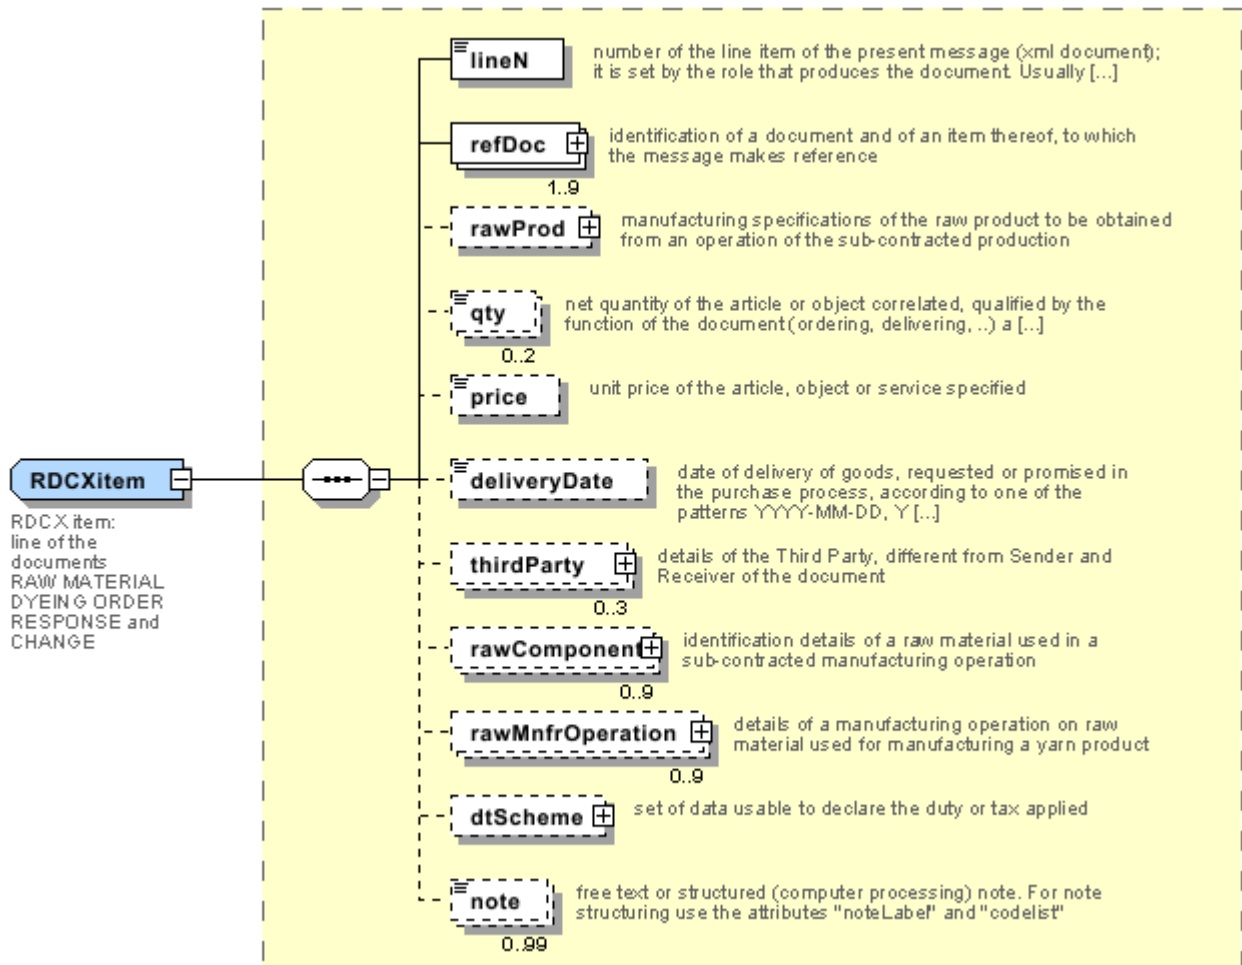 lineN
number of the line item of the present message (xml document);
it is set by the role that produces the document. Usually [...]
refDoc
identification of a document and of an item thereof, to which
the message makes reference
1..9
rawProd
manufacturing specifications of the raw product to be obtained
from an operation of the sub-contracted production
qty
net quantity of the article or object correlated, qualified by the
function of the document (ordering, delivering, ..) a [...]
0..2
price
unit price of the article, object or service specified
RDCXitem
RDCX item:
line of the
documents
RAW MATERIAL
DYEING ORDER
RESPONSE and
CHANGE
deliveryDate
date of delivery of goods, requested or promised in
the purchase process, according to one of the
patterns YYYY-MM-DD, Y [...]
thirdParty
details of the Third Party, different from Sender and
Receiver of the document
0..3
rawComponent
identification details of a raw material used in a
sub-contracted manufacturing operation
0..9
rawMnfrOperation
details of a manufacturing operation on raw
material used for manufacturing a yarn product
0..9
dtScheme
set of data usable to declare the duty or tax applied
note
free text or structured (computer processing) note. For note
structuring use the attributes "noteLabel" and "codelist"
0..99